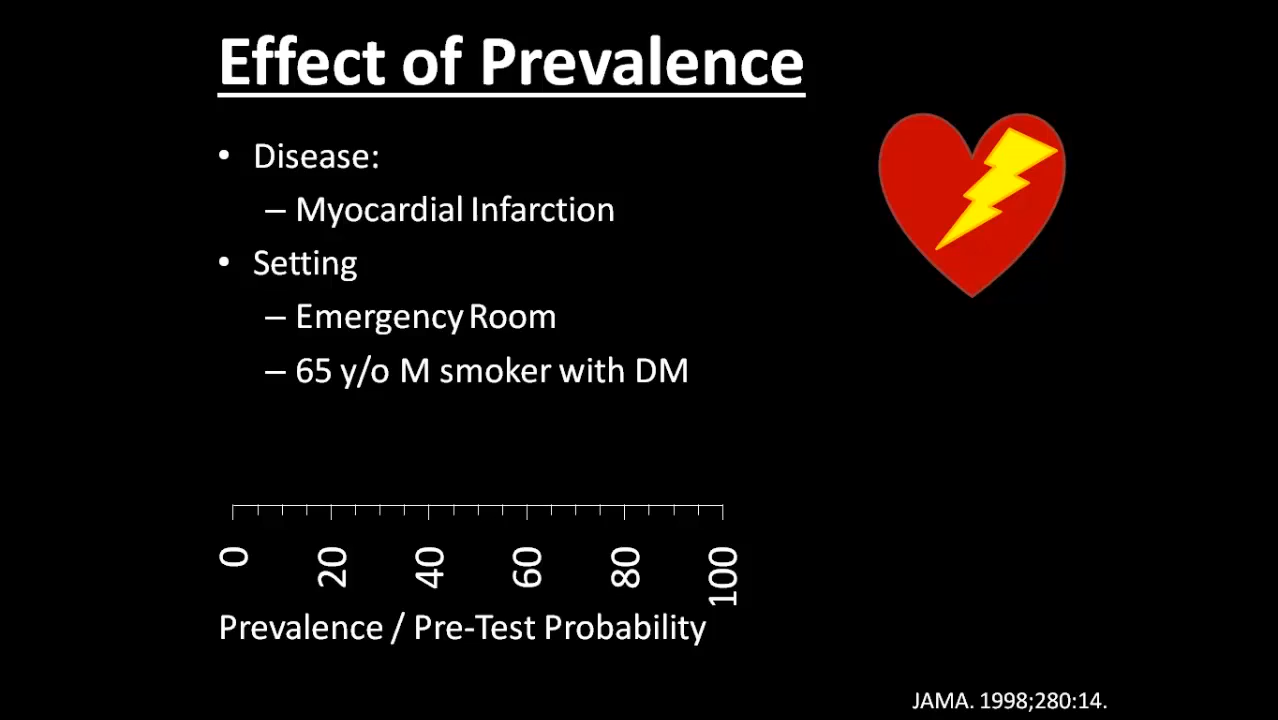 Effect of Prevalence
• Disease:
– Myocardial Infarction
• Setting
– Emergency Room
– 65 y/o M smoker with DM
0 20 40 60 80 100
Prevalence / Pre-Test Probability
JAMA. 1998;280:14.